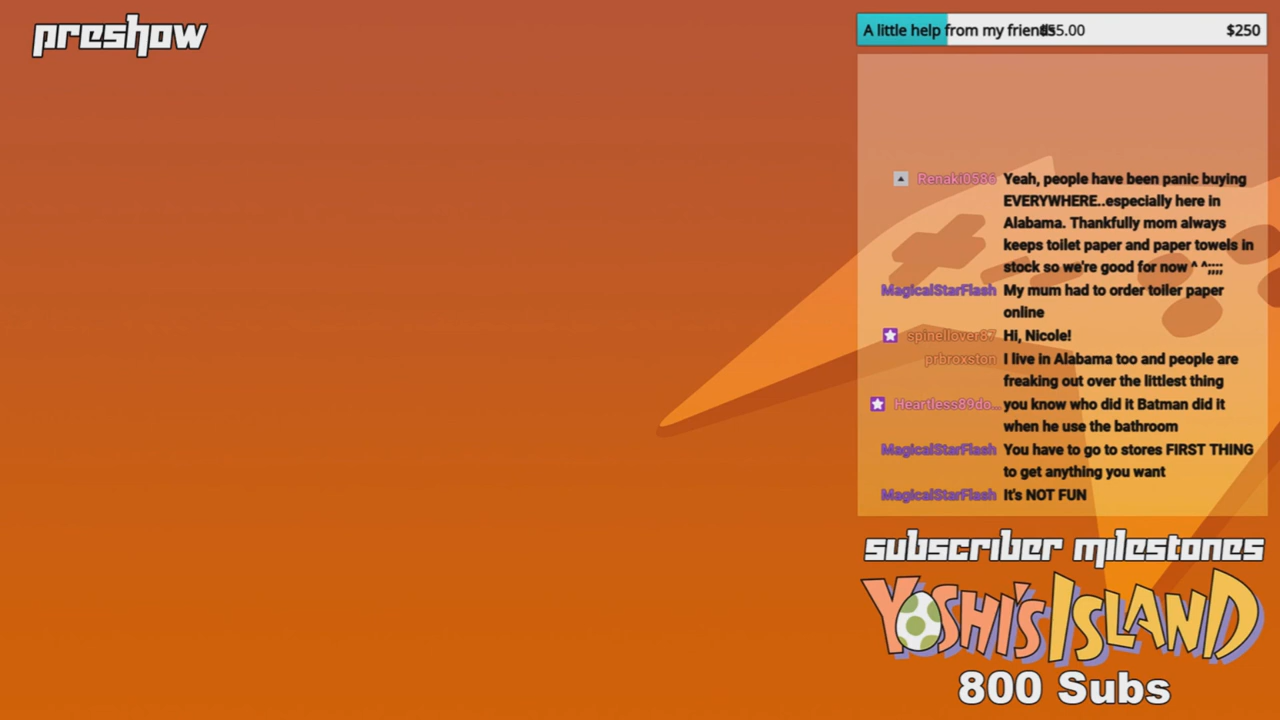 preshow
A little help from my friends $55.00 $250
Renaki0586 Yeah, people have been panic buying
EVERYWHERE..especially here in
Alabama. Thankfully mom always
keeps toilet paper and paper towels in
stock so we're good for now ^ ^;;;;
MagicalStarFlash My mum had to order toiler paper
online
spinellover87 Hi, Nicole!
prbroxston I live in Alabama too and people are
freaking out over the littlest thing
Heartless89do... you know who did it Batman did it
when he use the bathroom
MagicalStarFlash You have to go to stores FIRST THING
to get anything you want
MagicalStarFlash It's NOT FUN
subscriber milestones
YOSHI'S ISLAND
800 Subs